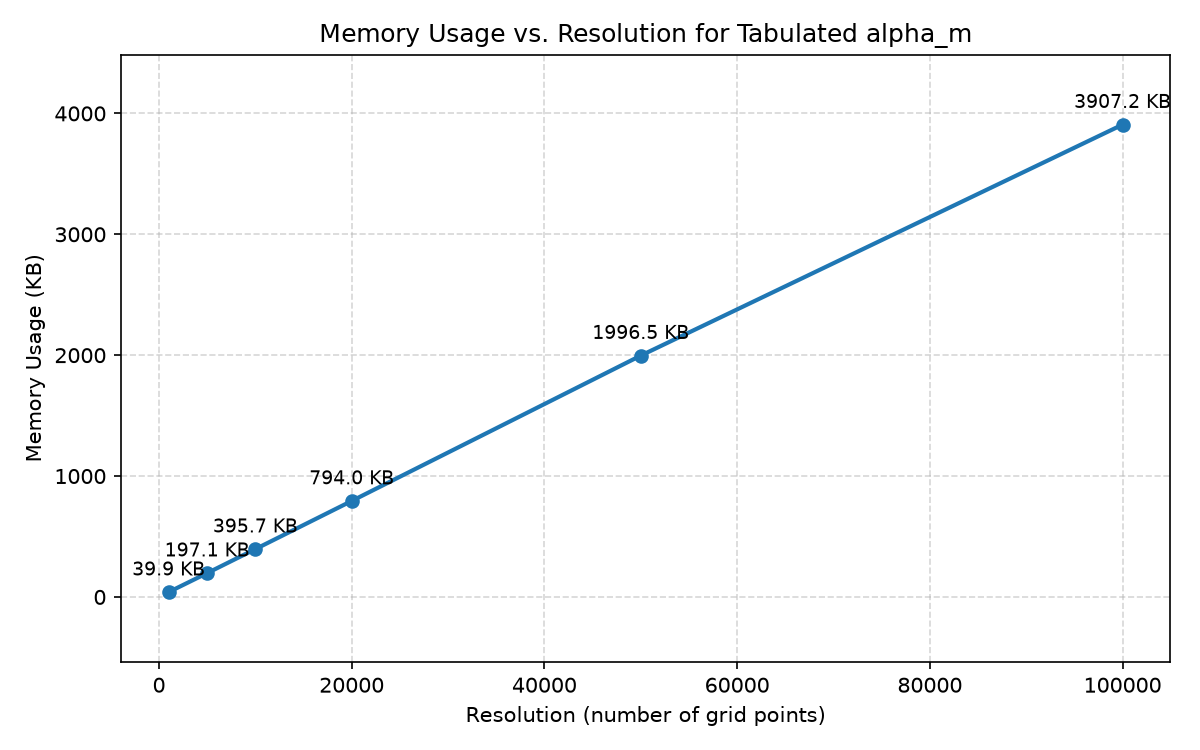 Memory Usage vs. Resolution for Tabulated alpha_m
3907.2 KB
4000
3000
1996.5 KB
2000
794.0 KB
1000
395.7 KB
197.1 KB
39.9 KB
0
Memory Usage (KB)
0 20000 40000 60000 80000 100000
Resolution (number of grid points)